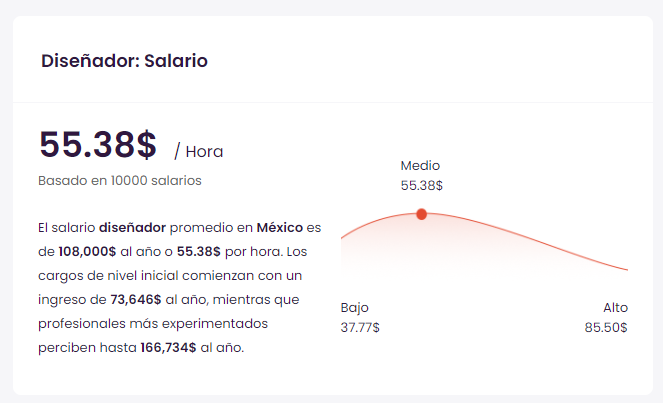 Diseñador: Salario
55.38$ / Hora
Basado en 10000 salarios
El salario diseñador promedio en México es
de 108,000$ al año o 55.38$ por hora. Los
cargos de nivel inicial comienzan con un
ingreso de 73,646$ al año, mientras que
profesionales más experimentados
perciben hasta 166,734$ al año.
Medio
55.38$
Bajo
37.77$
Alto
85.50$